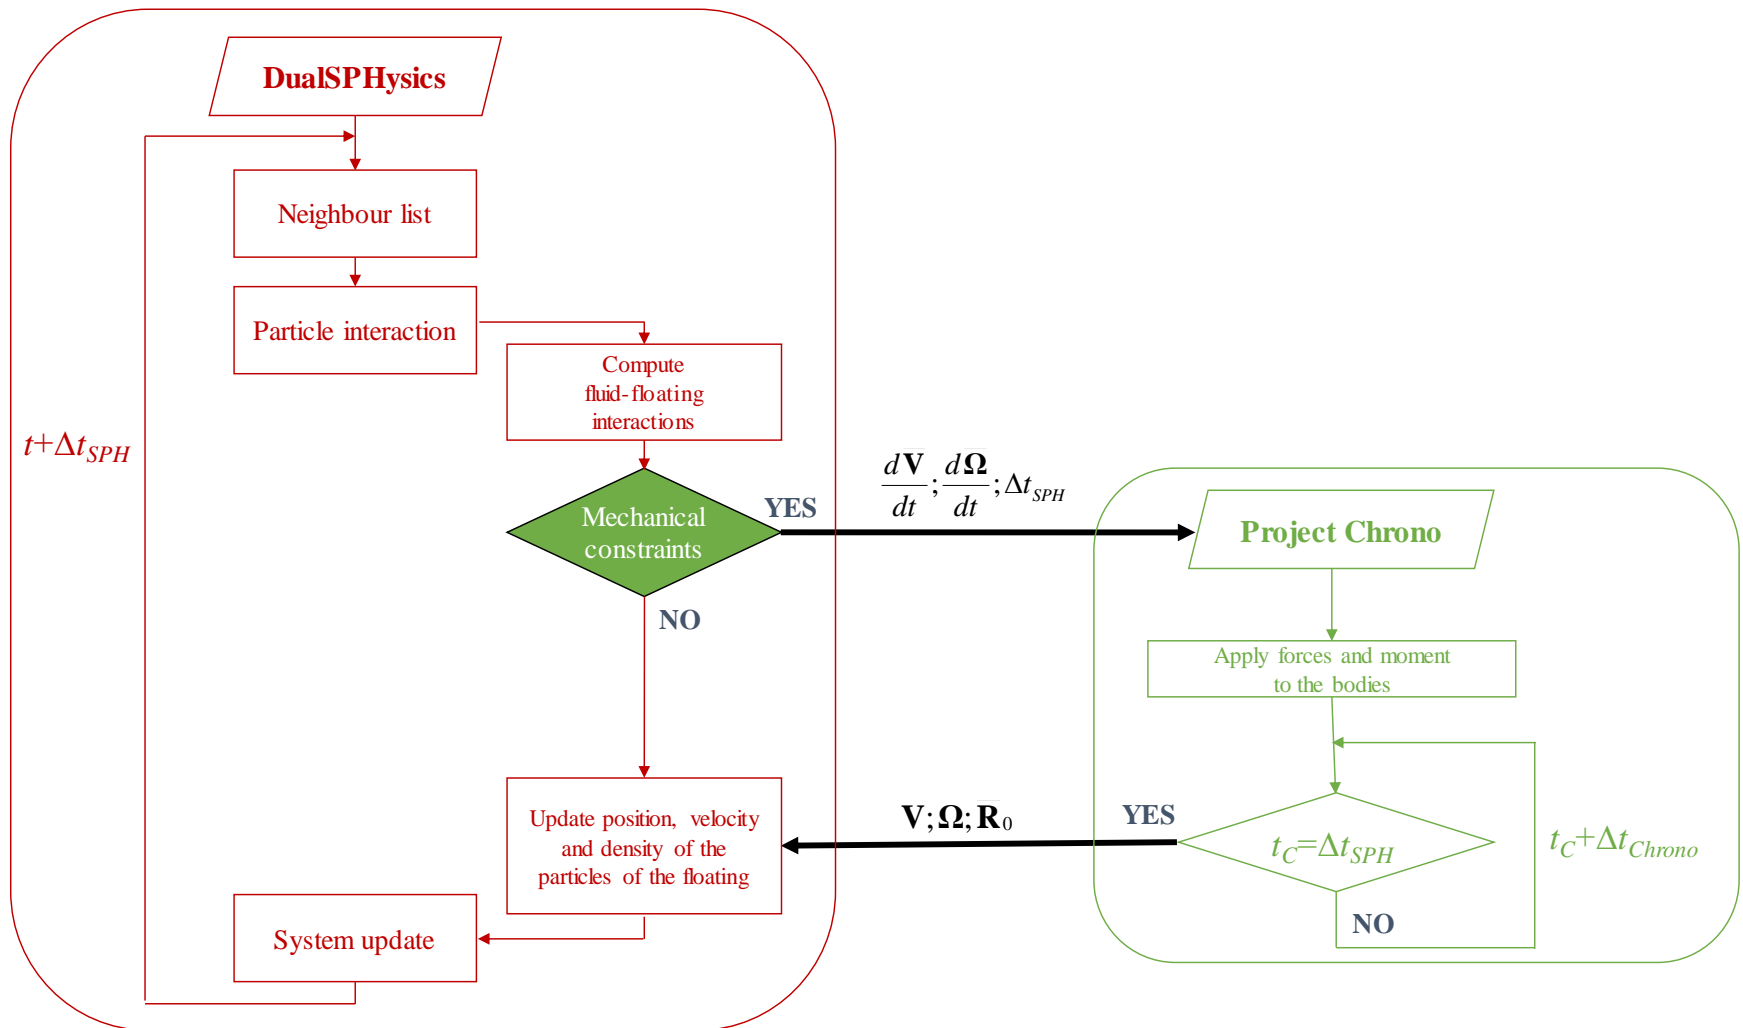 DualSPHysics
Neighbour list
Particle interaction
Compute
fluid-floating
interactions
t+Δt_SPH
Mechanical
constraints
YES
NO
dV/dt; dΩ/dt; Δt_SPH
Project Chrono
Apply forces and moment
to the bodies
t_C=Δt_SPH
YES
NO
t_C+Δt_Chrono
V; Ω; R_0
Update position, velocity
and density of the
particles of the floating
System update